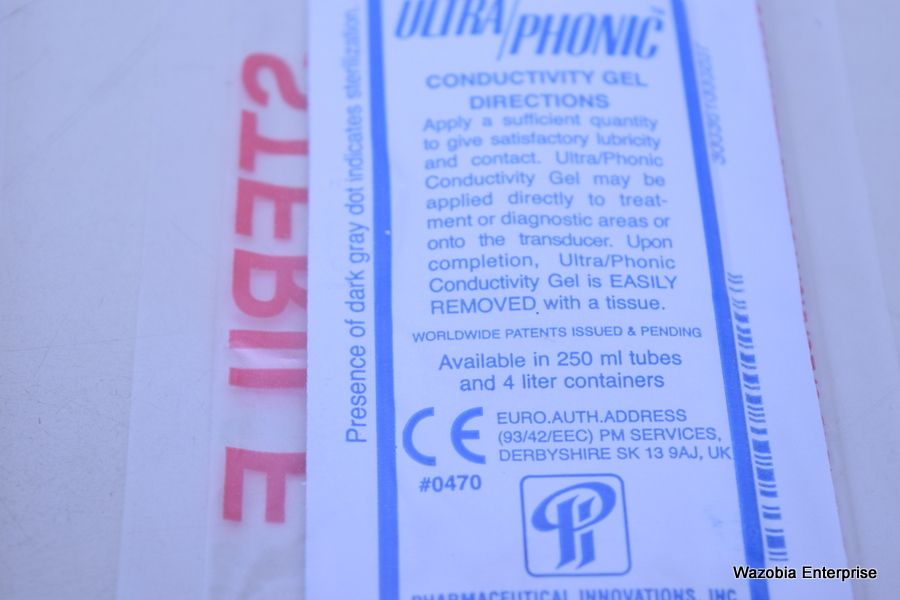 ULTRA/PHONIC
CONDUCTIVITY GEL
DIRECTIONS
Apply a sufficient quantity
to give satisfactory lubricity
and contact. Ultra/Phonic
Conductivity Gel may be
applied directly to treat-
ment or diagnostic areas or
onto the transducer. Upon
completion, Ultra/Phonic
Conductivity Gel is EASILY
REMOVED with a tissue.
WORLDWIDE PATENTS ISSUED & PENDING
Available in 250 ml tubes
and 4 liter containers
CE
#0470
EURO.AUTH.ADDRESS
(93/42/EEC) PM SERVICES,
DERBYSHIRE SK 13 9AJ, UK
PHARMACEUTICAL INNOVATIONS, INC
Presence of dark gray dot indicates sterilization.
STERILE
Wazobia Enterprise